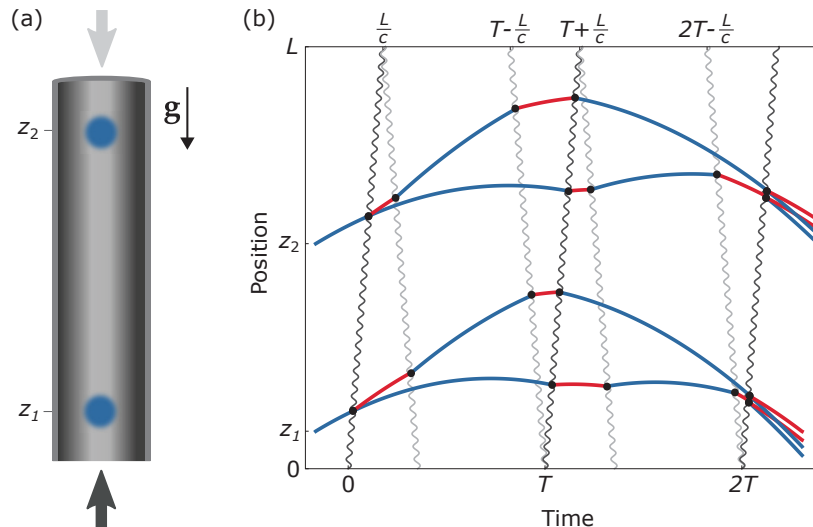 (a)
z₂
g
z₁
(b)
L/c
T-L/c
T+L/c
2T-L/c
L
Position
z₂
z₁
0
0
T
2T
Time